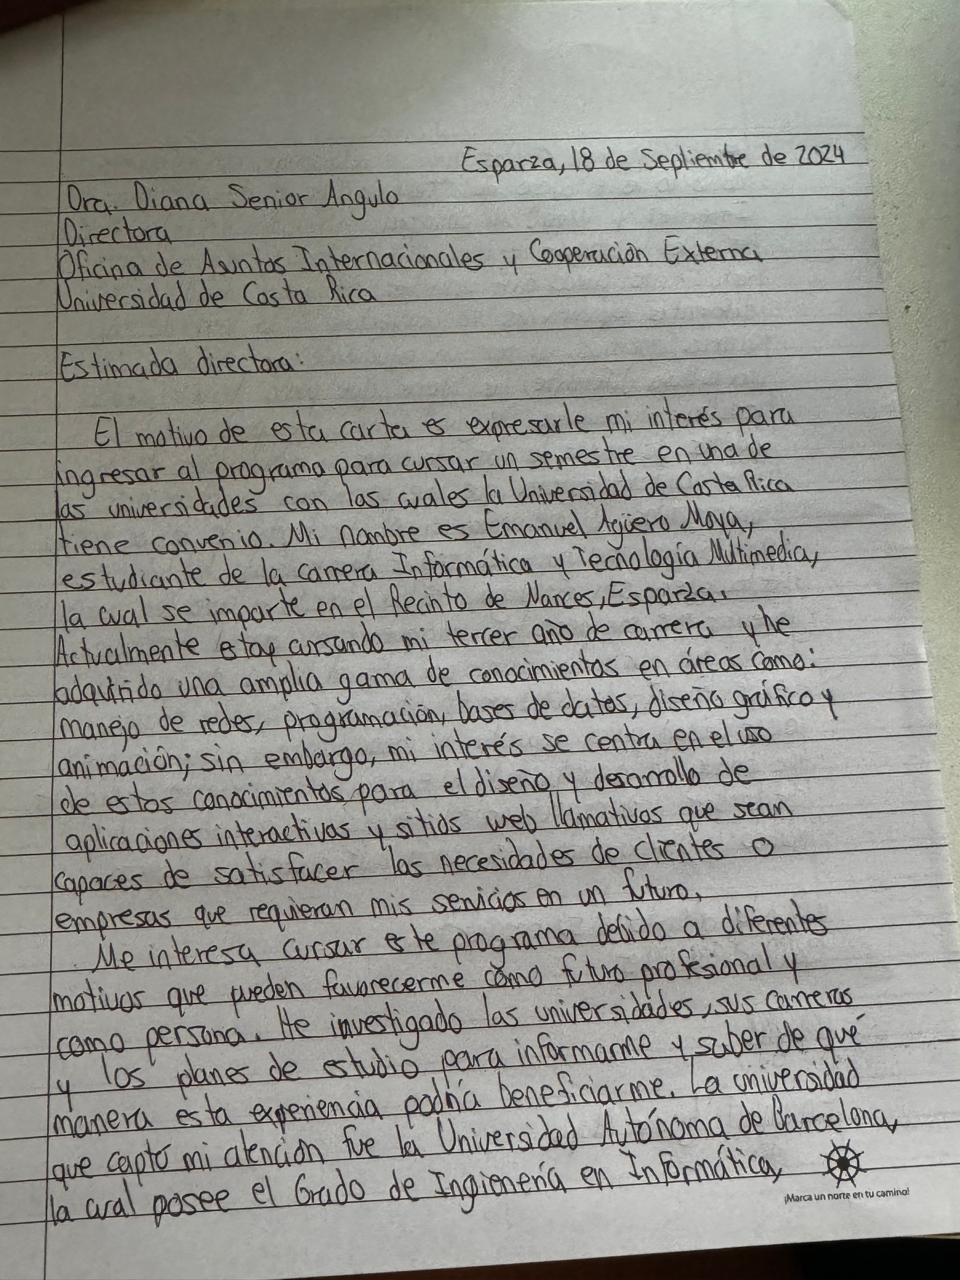 Esparza, 18 de Septiembre de 2024
Dra. Diana Senior Angulo
Directora
Oficina de Asuntos Internacionales y Cooperación Externa
Universidad de Costa Rica
Estimada directora:
El motivo de esta carta es expresarle mi interés para
ingresar al programa para cursar un semestre en una de
las universidades con las cuales la Universidad de Costa Rica
tiene convenio. Mi nombre es Emanuel Agüero Moya,
estudiante de la carrera Informática y Tecnología Multimedia,
la cual se imparte en el Recinto de Nances, Esparza.
Actualmente estoy cursando mi tercer año de carrera y he
adquirido una amplia gama de conocimientos en áreas como:
manejo de redes, programación, bases de datos, diseño gráfico y
animación; sin embargo, mi interés se centra en el uso
de estos conocimientos para el diseño y desarrollo de
aplicaciones interactivas y sitios web llamativos que sean
capaces de satisfacer las necesidades de clientes o
empresas que requieran mis servicios en un futuro.
Me interesa cursar este programa debido a diferentes
motivos que pueden favorecerme como futuro profesional y
como persona. He investigado las universidades, sus carreras
y los planes de estudio para informarme y saber de qué
manera esta experiencia podría beneficiarme. La universidad
que captó mi atención fue la Universidad Autónoma de Barcelona,
la cual posee el Grado de Ingienería en Informática,
¡Marca un norte en tu camino!